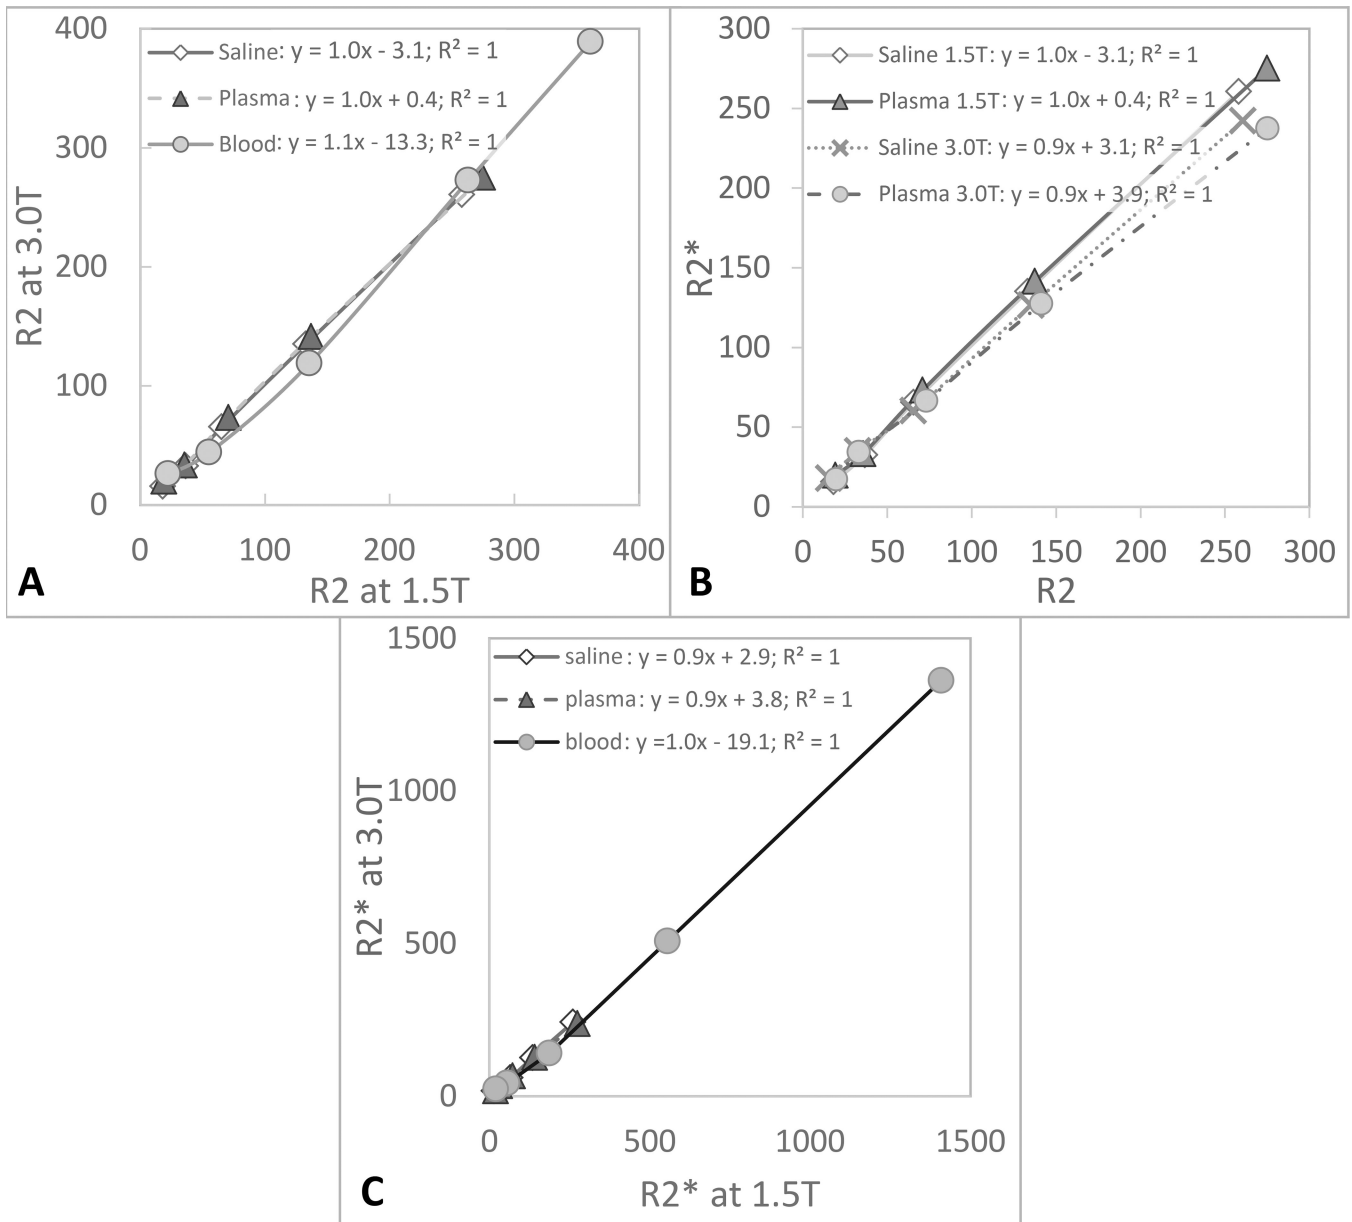 400
300
200
100
0
R2 at 3.0T
Saline: y = 1.0x - 3.1; R² = 1
Plasma : y = 1.0x + 0.4; R² = 1
Blood: y = 1.1x - 13.3; R² = 1
0 100 200 300 400
A
R2 at 1.5T
300
250
200
150
100
50
0
R2*
Saline 1.5T: y = 1.0x - 3.1; R² = 1
Plasma 1.5T: y = 1.0x + 0.4; R² = 1
Saline 3.0T: y = 0.9x + 3.1; R² = 1
Plasma 3.0T: y = 0.9x + 3.9; R² = 1
0 50 100 150 200 250 300
B
R2
1500
1000
500
0
R2* at 3.0T
saline : y = 0.9x + 2.9; R² = 1
plasma : y = 0.9x + 3.8; R² = 1
blood: y =1.0x - 19.1; R² = 1
0 500 1000 1500
C
R2* at 1.5T